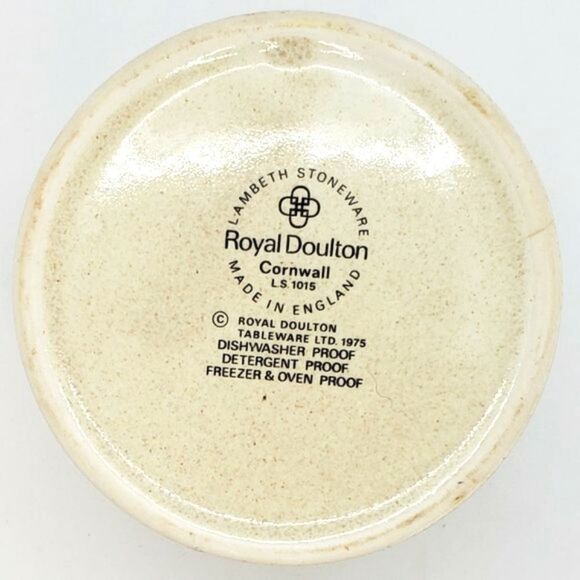 LAMBETH STONEWARE
Royal Doulton
Cornwall
L.S. 1015
MADE IN ENGLAND
© ROYAL DOULTON
TABLEWARE LTD. 1975
DISHWASHER PROOF
DETERGENT PROOF
FREEZER & OVEN PROOF